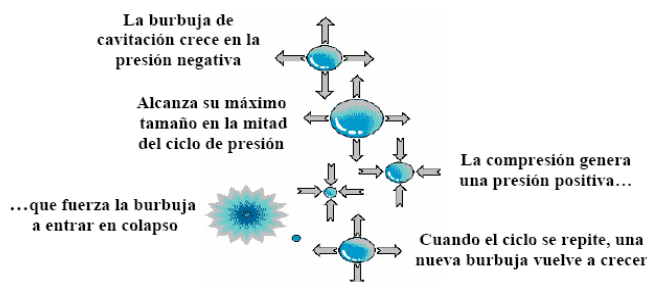 La burbuja de
cavitación crece en la
presión negativa
Alcanza su máximo
tamaño en la mitad
del ciclo de presión
La compresión genera
una presión positiva…
…que fuerza la burbuja
a entrar en colapso
Cuando el ciclo se repite, una
nueva burbuja vuelve a crecer